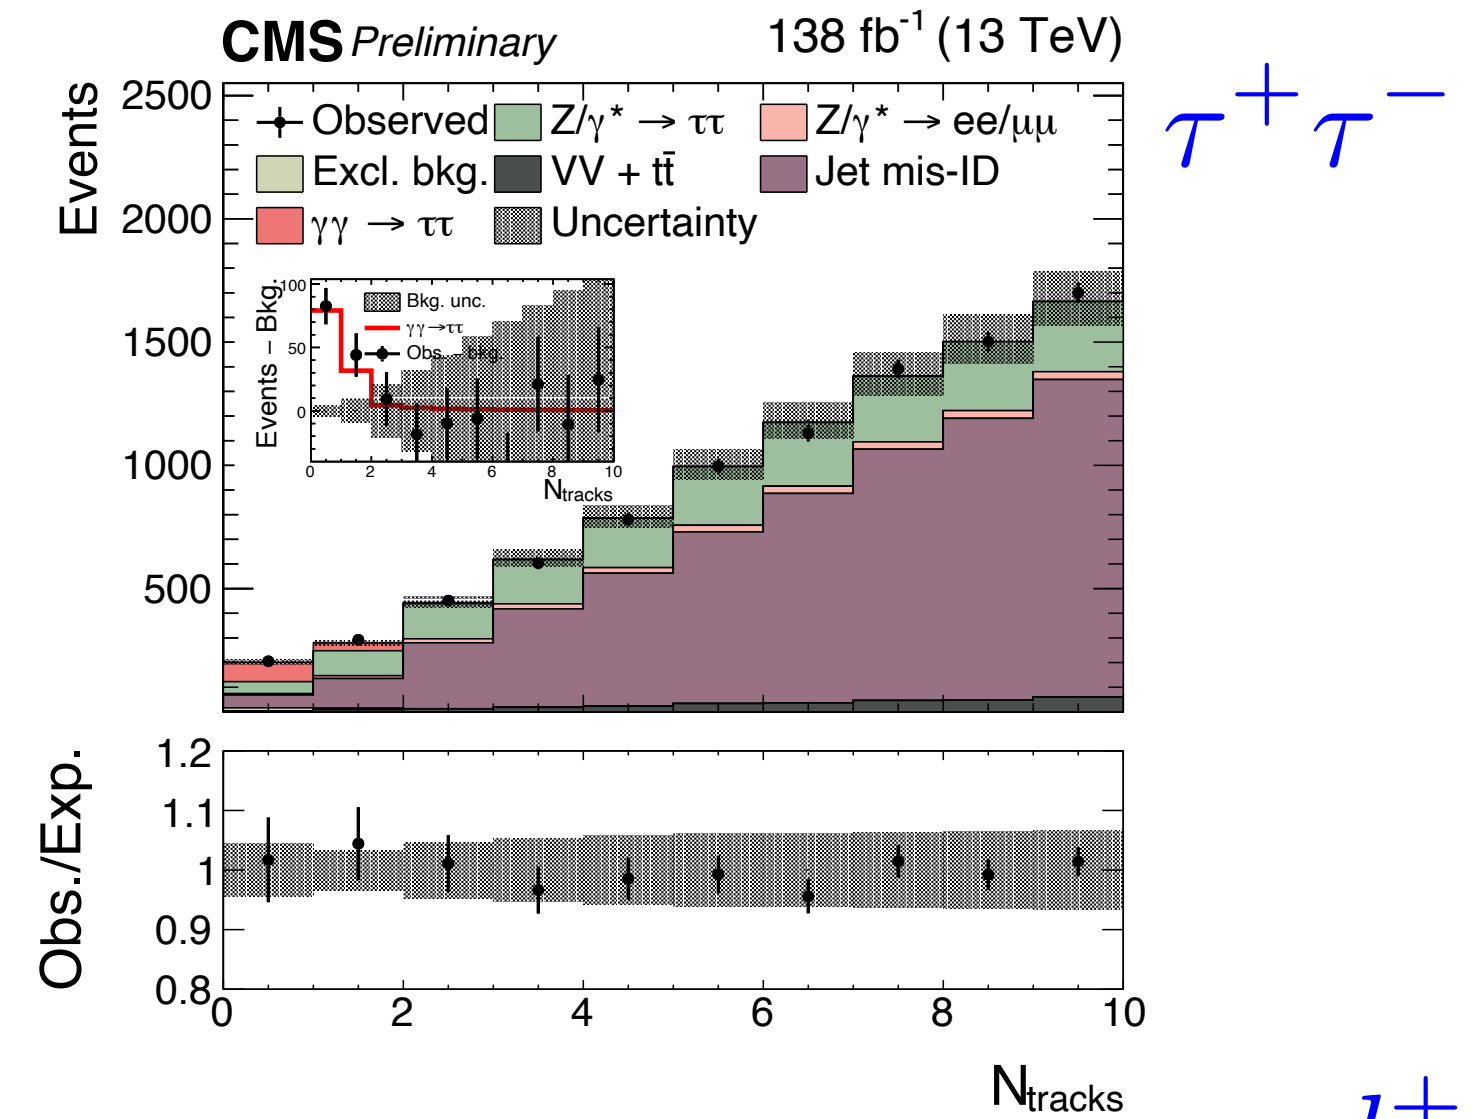 CMS Preliminary 138 fb⁻¹ (13 TeV)
τ⁺τ⁻
Events
2500
2000
1500
1000
500
Observed Z/γ* → ττ Z/γ* → ee/μμ
Excl. bkg. VV + tt̄ Jet mis-ID
γγ → ττ Uncertainty
Events – Bkg.
100
50
0
Bkg. unc.
γγ→ττ
Obs. – bkg.
0 2 4 6 8 10
Ntracks
Obs./Exp.
1.2
1.1
1
0.9
0.8
0 2 4 6 8 10
Ntracks